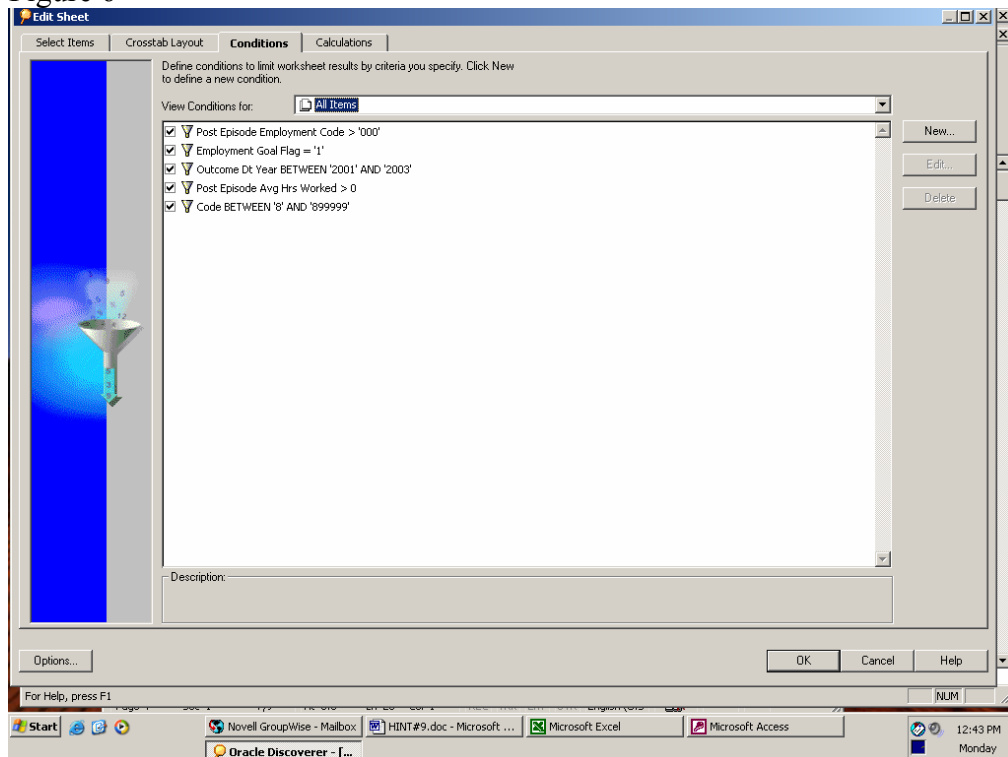 Edit Sheet
Select Items Crosstab Layout Conditions Calculations
Define conditions to limit worksheet results by criteria you specify. Click New
to define a new condition.
View Conditions for: All Items
Post Episode Employment Code > '000'
Employment Goal Flag = '1'
Outcome Dt Year BETWEEN '2001' AND '2003'
Post Episode Avg Hrs Worked > 0
Code BETWEEN '8' AND '899999'
New...
Edit...
Delete
Description:
Options... OK Cancel Help
For Help, press F1 NUM
Start Novell GroupWise - Mailbox HINT#9.doc - Microsoft ... Microsoft Excel Microsoft Access 12:43 PM
Oracle Discoverer - [... Monday